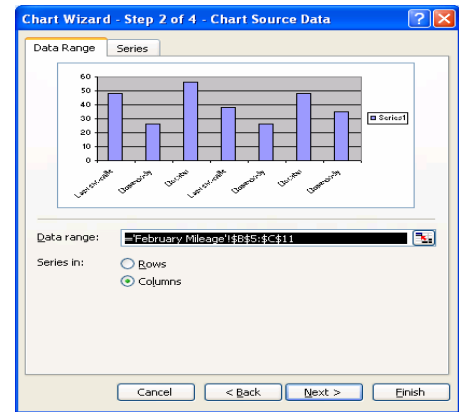 Chart Wizard - Step 2 of 4 - Chart Source Data
Data Range Series
60
50
40
30
20
10
0
Series1
Data range: ='February Mileage'!$B$5:$C$11
Series in: Rows
Columns
Cancel < Back Next > Finish